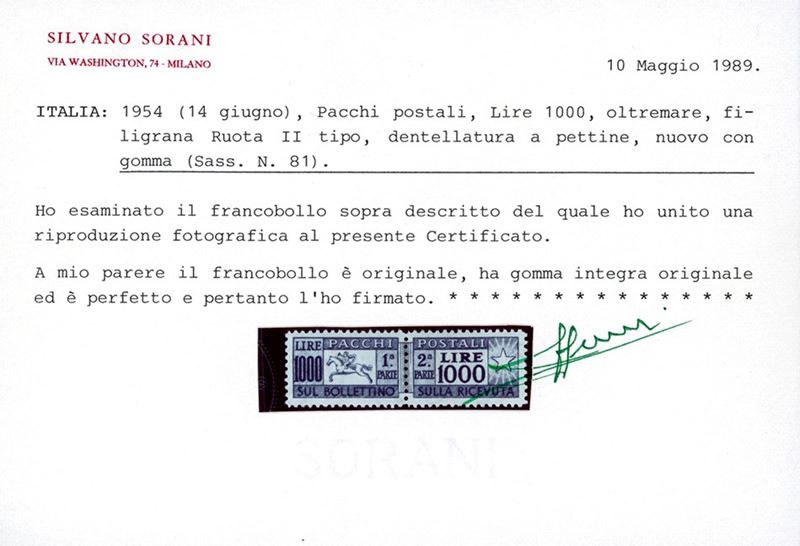 SILVANO SORANI
VIA WASHINGTON, 74 - MILANO
10 Maggio 1989.
ITALIA: 1954 (14 giugno), Pacchi postali, Lire 1000, oltremare, fi-
ligrana Ruota II tipo, dentellatura a pettine, nuovo con
gomma (Sass. N. 81).
Ho esaminato il francobollo sopra descritto del quale ho unito una
riproduzione fotografica al presente Certificato.
A mio parere il francobollo è originale, ha gomma integra originale
ed è perfetto e pertanto l'ho firmato. * * * * * * * * * * * * * * *
LIRE PACCHI POSTALI
1000 1ª PARTE 2ª PARTE LIRE 1000
SUL BOLLETTINO SULLA RICEVUTA
SORANI